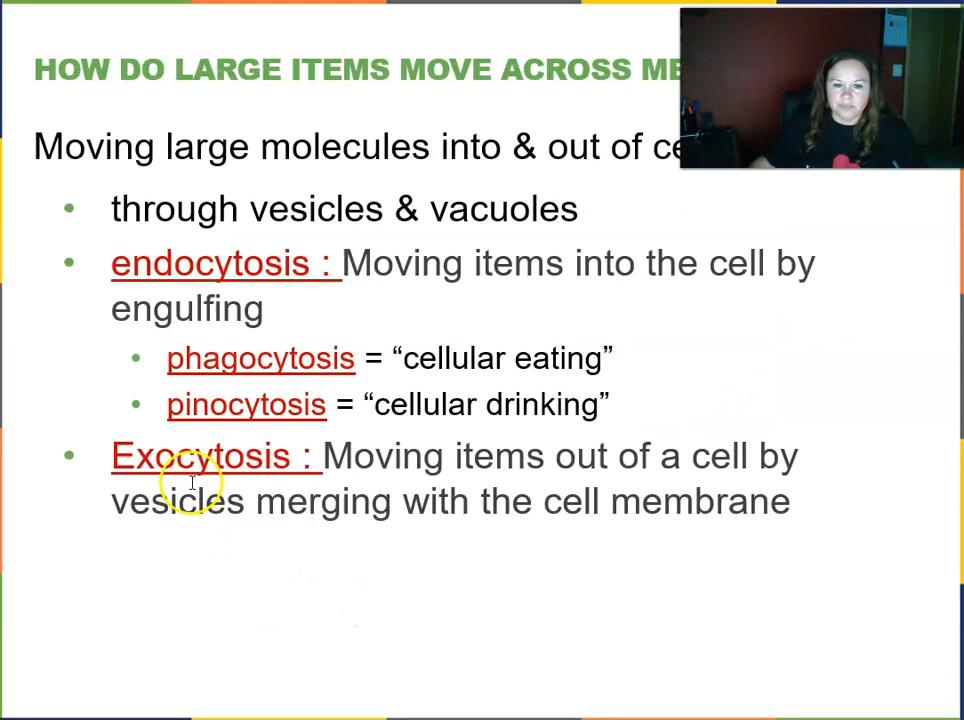 HOW DO LARGE ITEMS MOVE ACROSS
Moving large molecules into & out of
• through vesicles & vacuoles
• endocytosis : Moving items into the cell by
engulfing
• phagocytosis = “cellular eating”
• pinocytosis = “cellular drinking”
• Exocytosis : Moving items out of a cell by
vesicles merging with the cell membrane